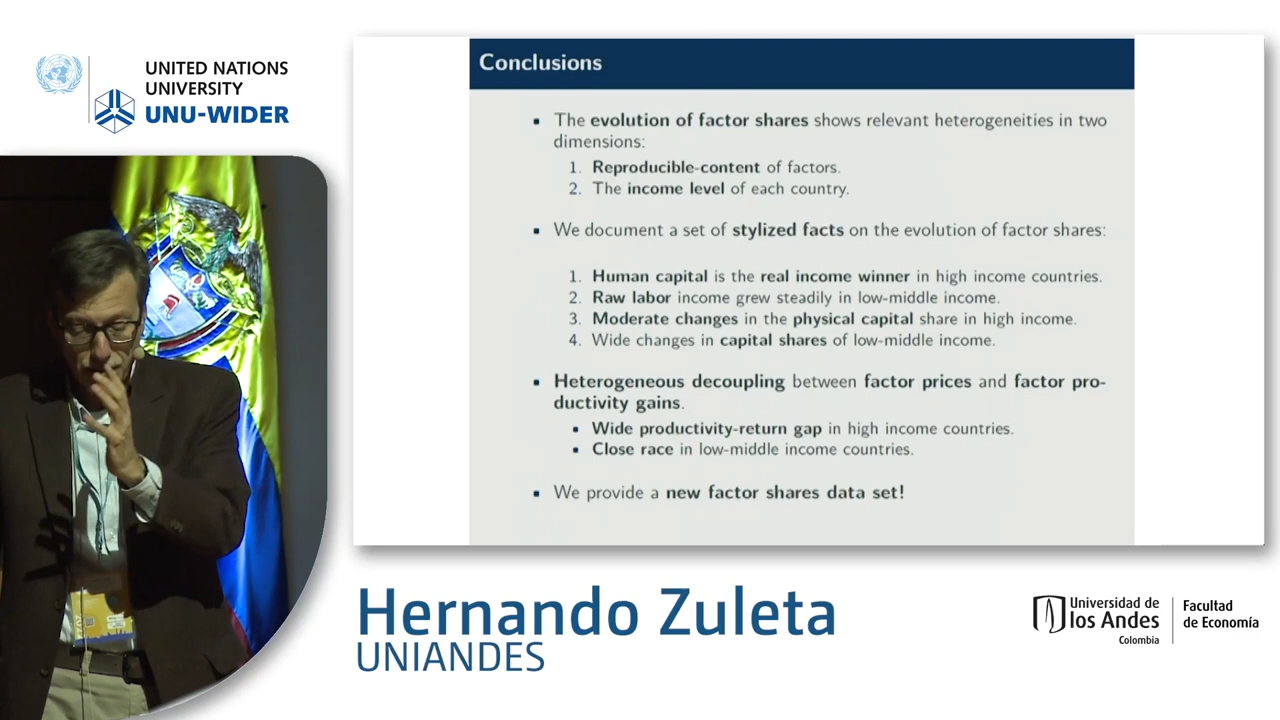 UNITED NATIONS
UNIVERSITY
UNU-WIDER
Conclusions
▪ The evolution of factor shares shows relevant heterogeneities in two
dimensions:
1. Reproducible-content of factors.
2. The income level of each country.
▪ We document a set of stylized facts on the evolution of factor shares:
1. Human capital is the real income winner in high income countries.
2. Raw labor income grew steadily in low-middle income.
3. Moderate changes in the physical capital share in high income.
4. Wide changes in capital shares of low-middle income.
▪ Heterogeneous decoupling between factor prices and factor pro-
ductivity gains.
▪ Wide productivity-return gap in high income countries.
▪ Close race in low-middle income countries.
▪ We provide a new factor shares data set!
Hernando Zuleta
UNIANDES
Universidad de
los Andes
Colombia
Facultad
de Economía